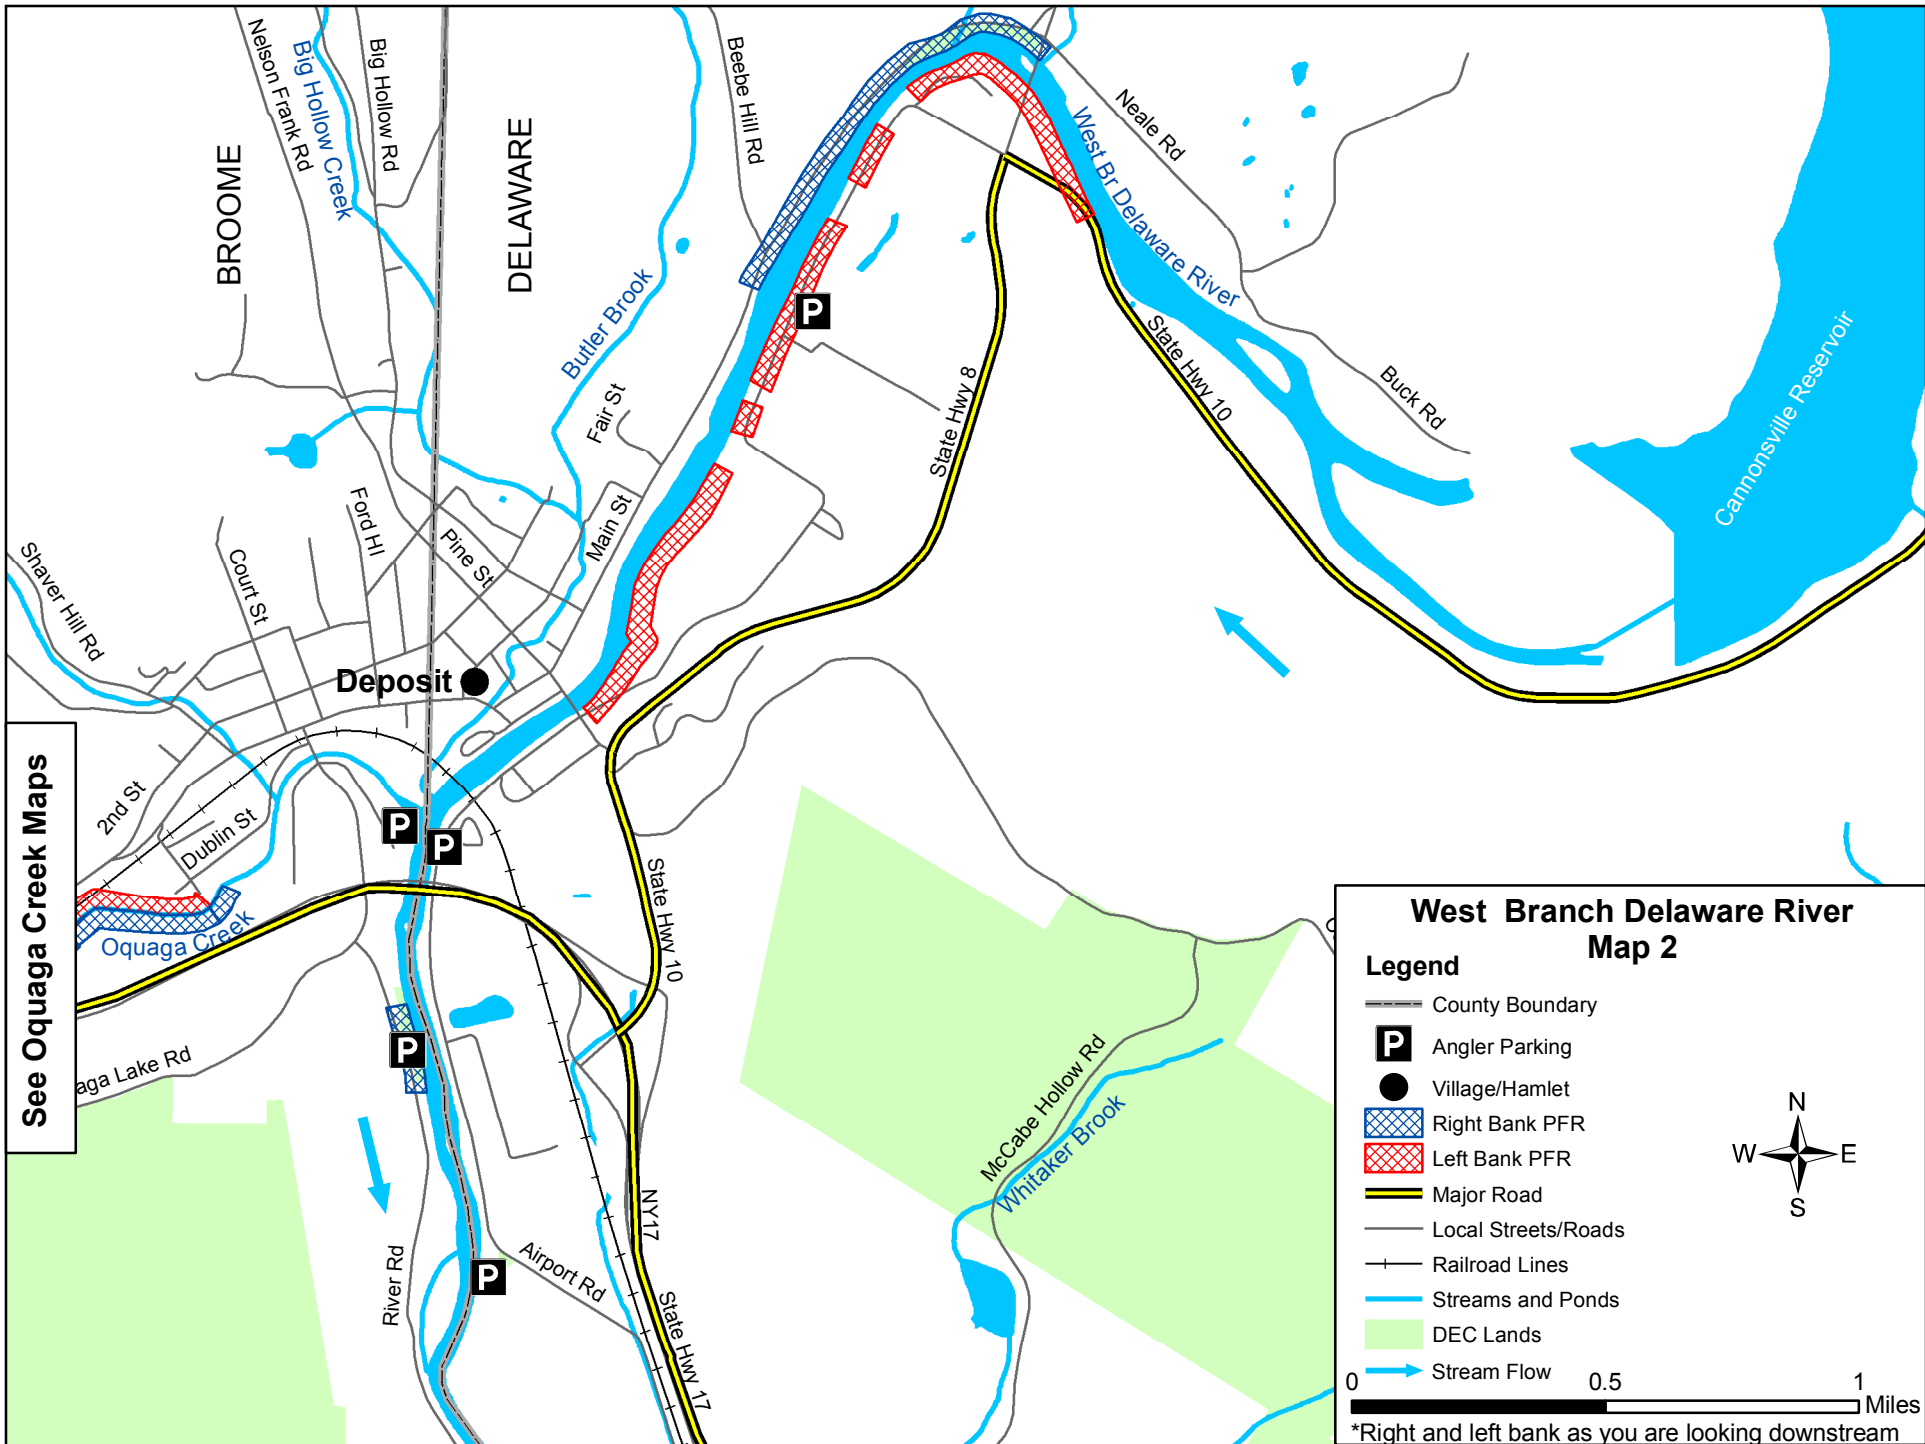 Nelson Frank Rd
Big Hollow Creek
Big Hollow Rd
BROOME
DELAWARE
Beebe Hill Rd
Butler Brook
Fair St
Main St
Pine St
Ford Hl
Court St
Shaver Hill Rd
Deposit
2nd St
Dublin St
Oquaga Creek
See Oquaga Creek Maps
aga Lake Rd
River Rd
Airport Rd
NY17
State Hwy 17
State Hwy 10
State Hwy 8
State Hwy 10
West Br Delaware River
Neale Rd
Buck Rd
Cannonsville Reservoir
McCabe Hollow Rd
Whitaker Brook
P
P
P
P
P
West Branch Delaware River
Map 2
Legend
County Boundary
P Angler Parking
Village/Hamlet
Right Bank PFR
Left Bank PFR
Major Road
Local Streets/Roads
Railroad Lines
Streams and Ponds
DEC Lands
Stream Flow
N
W E
S
0 0.5 1
Miles
*Right and left bank as you are looking downstream